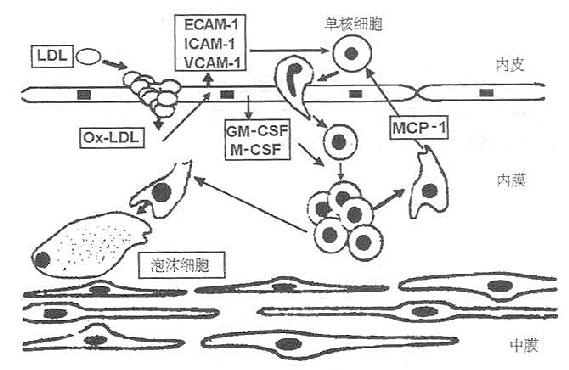 ECAM-1
ICAM-1
VCAM-1
单核细胞
LDL
内皮
Ox-LDL
GM-CSF
M-CSF
MCP-1
内膜
泡沫细胞
中膜